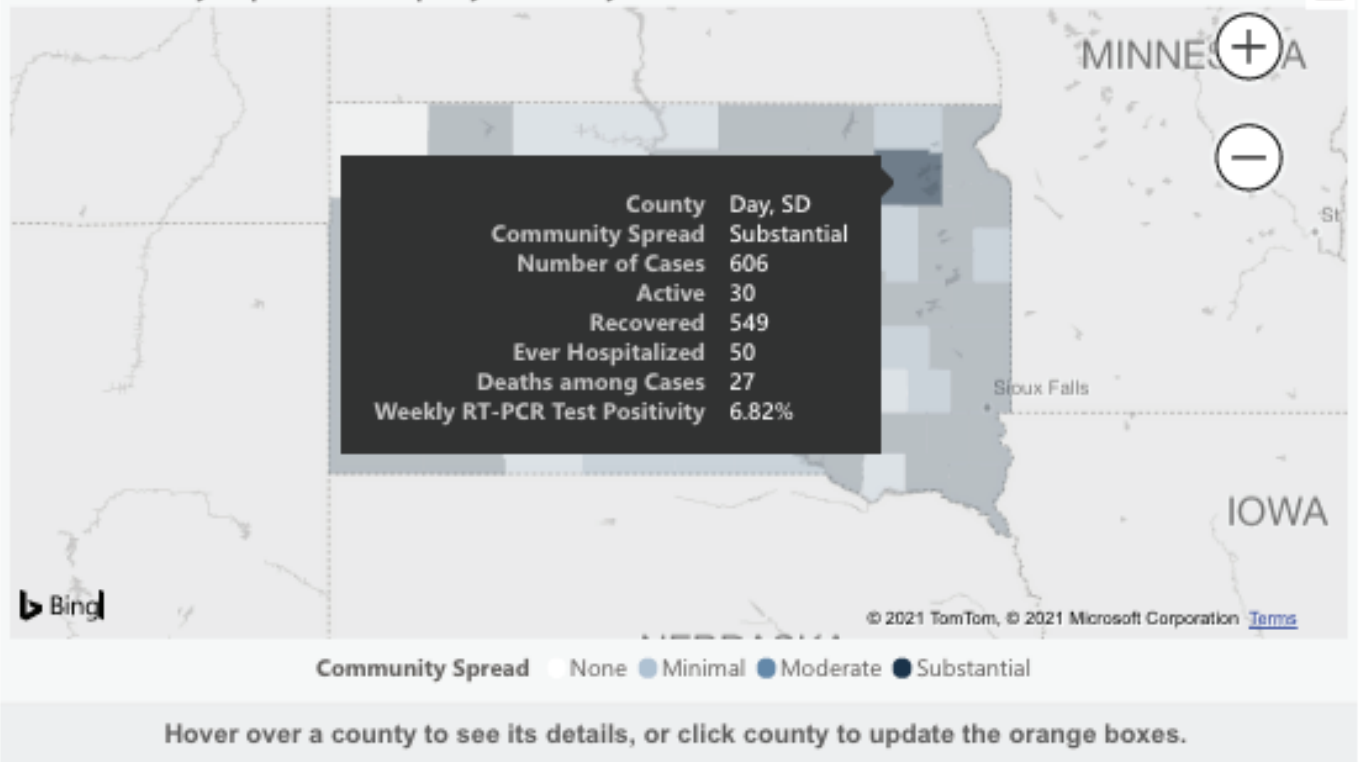 MINNES A
County Day, SD
Community Spread Substantial
Number of Cases 606
Active 30
Recovered 549
Ever Hospitalized 50
Deaths among Cases 27
Weekly RT-PCR Test Positivity 6.82%
St
Sioux Falls
IOWA
Bing
© 2021 TomTom, © 2021 Microsoft Corporation Terms
NEBRASKA
Community Spread None Minimal Moderate Substantial
Hover over a county to see its details, or click county to update the orange boxes.